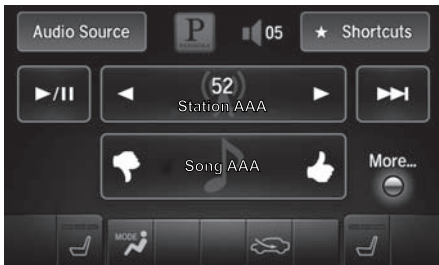 Audio Source
P
05
★ Shortcuts
52
Station AAA
Song AAA
More...
MODE